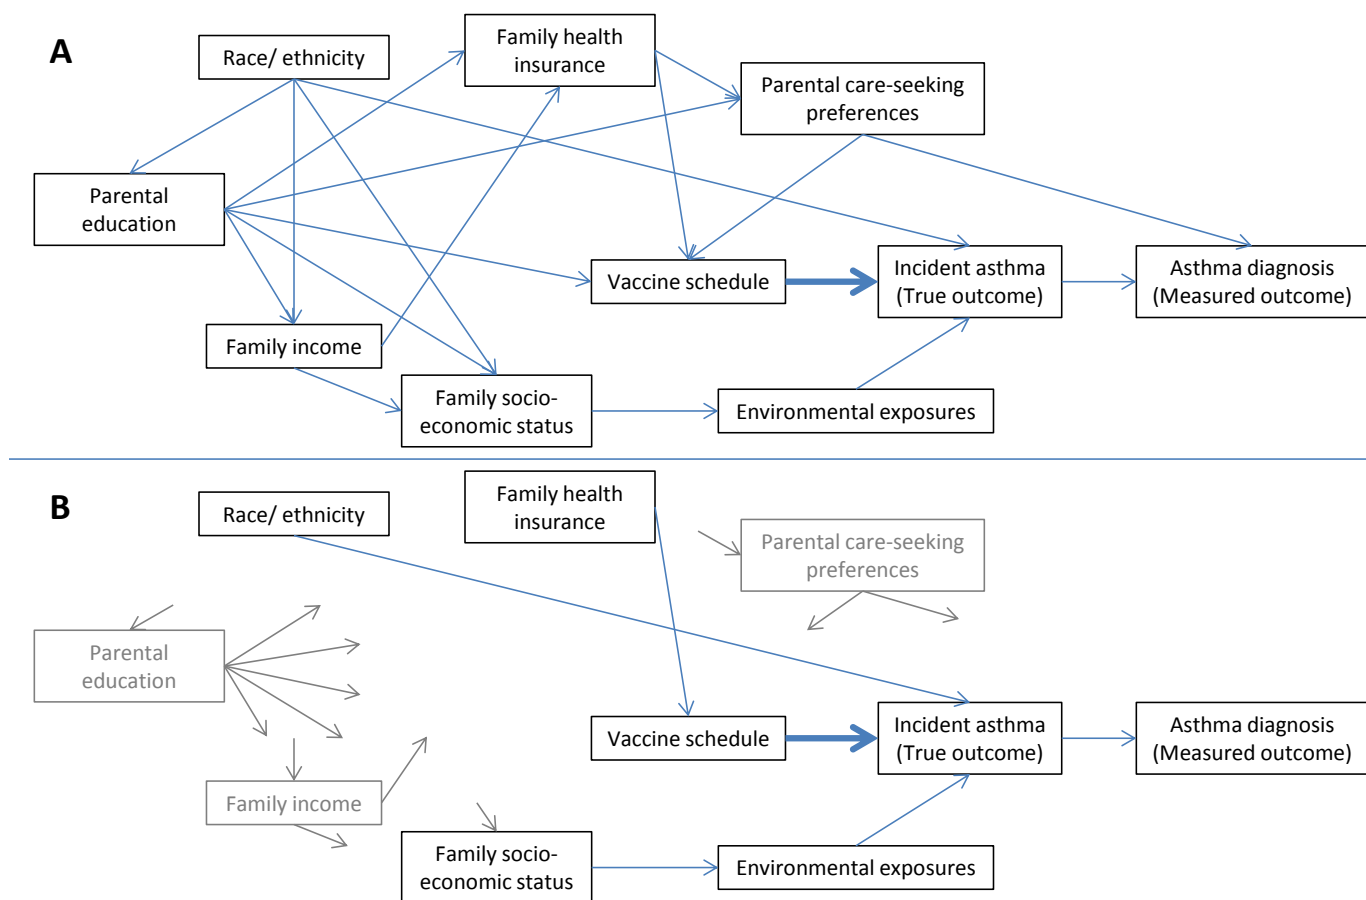 A
Race/ ethnicity
Family health
insurance
Parental care-seeking
preferences
Parental
education
Vaccine schedule
Incident asthma
(True outcome)
Asthma diagnosis
(Measured outcome)
Family income
Family socio-
economic status
Environmental exposures
B
Race/ ethnicity
Family health
insurance
Parental care-seeking
preferences
Parental
education
Vaccine schedule
Incident asthma
(True outcome)
Asthma diagnosis
(Measured outcome)
Family income
Family socio-
economic status
Environmental exposures